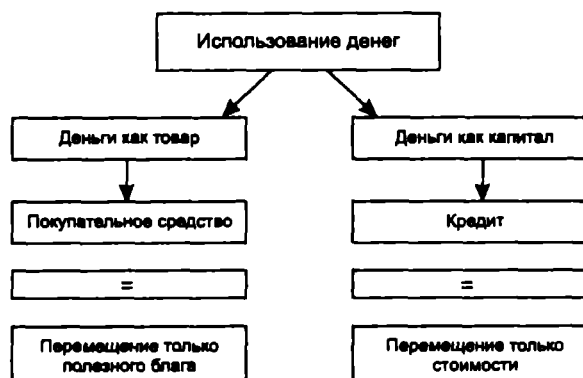 Использование денег
Деньги как товар
Деньги как капитал
Покупательное средство
Кредит
=
=
Перемещение только
полезного блага
Перемещение только
стоимости